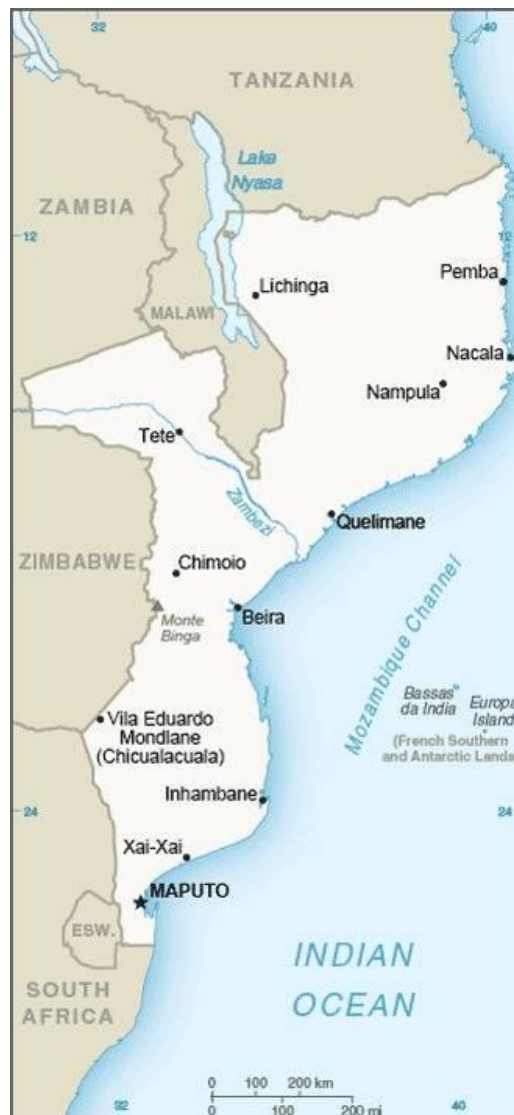 32
40
TANZANIA
Lake
Nyasa
ZAMBIA
12
12
Pemba
Lichinga
MALAWI
Nacala
Nampula
Tete
Zambezi
Quelimane
ZIMBABWE
Chimoio
Monte
Binga
Beira
Mozambique Channel
Bassas
da India
Europa
Island
(French Southern
and Antarctic Lands)
Vila Eduardo
Mondlane
(Chicualacuala)
Inhambane
24
24
Xai-Xai
MAPUTO
ESW.
INDIAN
OCEAN
SOUTH
AFRICA
0 100 200 km
0 100 200 mi
32
40